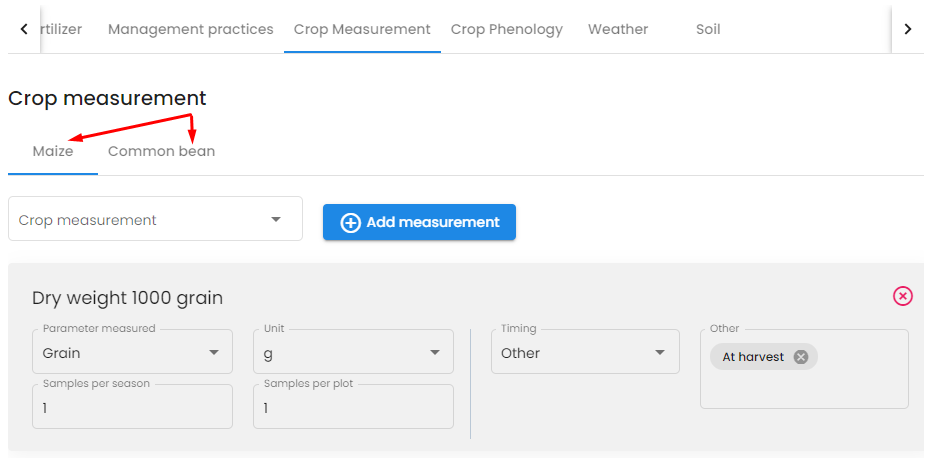 rtilizer Management practices Crop Measurement Crop Phenology Weather Soil
Crop measurement
Maize Common bean
Crop measurement Add measurement
Dry weight 1000 grain
Parameter measured Unit Timing Other
Grain g Other At harvest
Samples per season Samples per plot
1 1